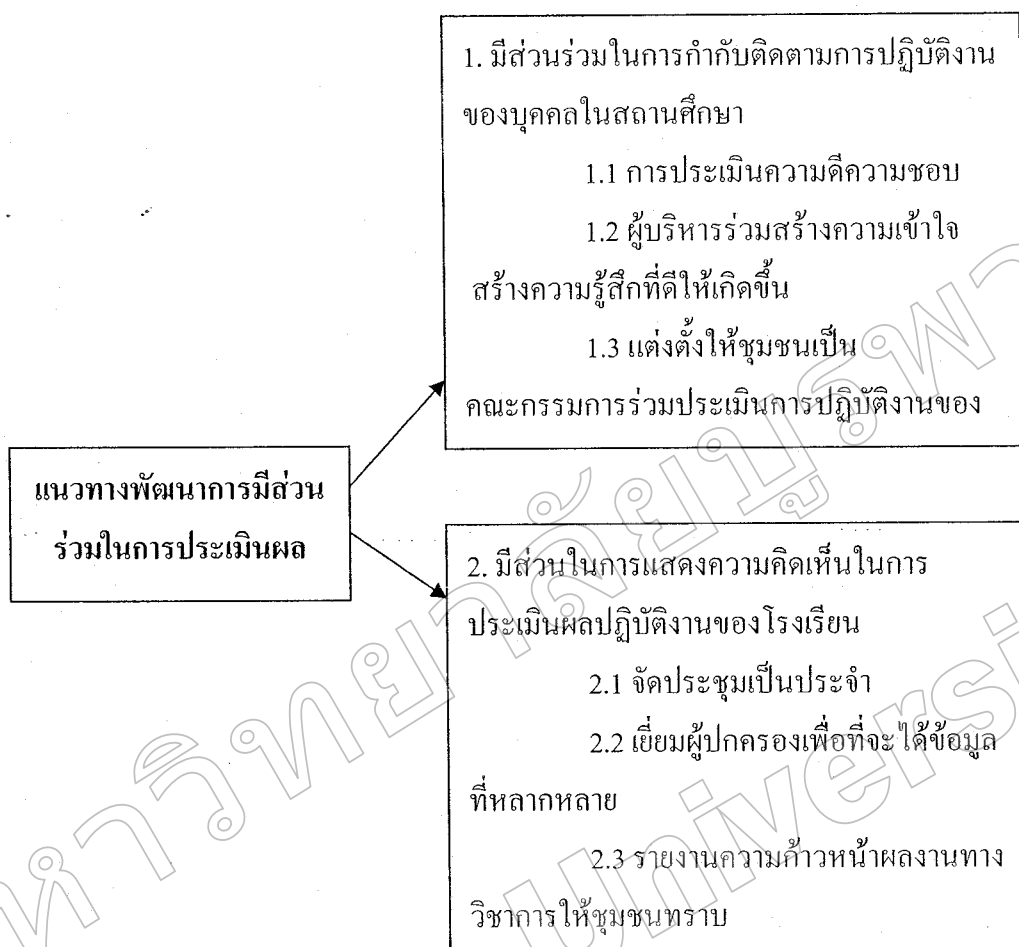 1. มีส่วนร่วมในการกำกับติดตามการปฏิบัติงาน
ของบุคคลในสถานศึกษา
1.1 การประเมินความดีความชอบ
1.2 ผู้บริหารร่วมสร้างความเข้าใจ
สร้างความรู้สึกที่ดีให้เกิดขึ้น
1.3 แต่งตั้งให้ชุมชนเป็น
คณะกรรมการร่วมประเมินการปฏิบัติงานของ
แนวทางพัฒนาการมีส่วน
ร่วมในการประเมินผล
2. มีส่วนในการแสดงความคิดเห็นในการ
ประเมินผลปฏิบัติงานของโรงเรียน
2.1 จัดประชุมเป็นประจำ
2.2 เยี่ยมผู้ปกครองเพื่อที่จะได้ข้อมูล
ที่หลากหลาย
2.3 รายงานความก้าวหน้าผลงานทาง
วิชาการให้ชุมชนทราบ